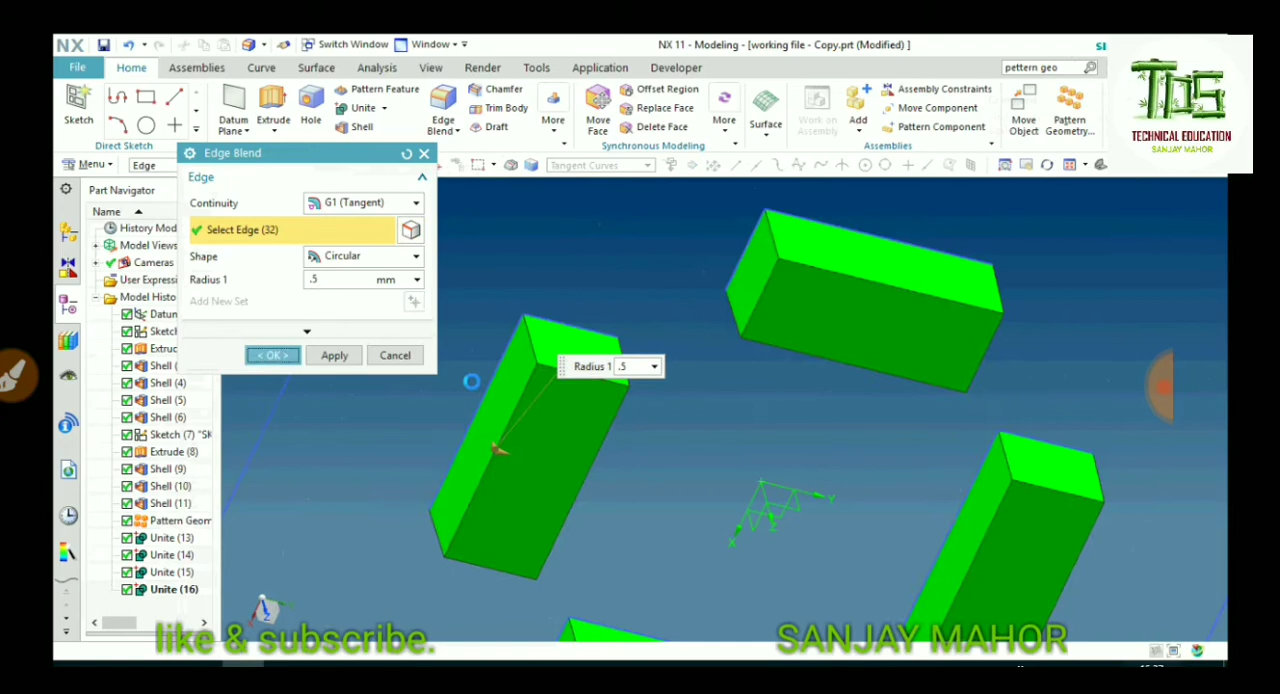 NX Switch Window Window NX 11 - Modeling - [working file - Copy.prt (Modified) ] SI
File Home Assemblies Curve Surface Analysis View Render Tools Application Developer pettern geo
Sketch Datum Plane Extrude Hole Pattern Feature Unite Shell Edge Blend Chamfer Trim Body Draft More Move Face Offset Region Replace Face Delete Face More Surface Work on Assembly Add Assembly Constraints Move Component Pattern Component Move Object Pattern Geometry...
Direct Sketch Synchronous Modeling Assemblies
TECHNICAL EDUCATION
SANJAY MAHOR
Menu Edge Tangent Curves
Edge Blend
Edge
Continuity G1 (Tangent)
Select Edge (32)
Shape Circular
Radius 1 .5 mm
Add New Set
< OK > Apply Cancel
Part Navigator
Name
History Mod
Model Views
Cameras
User Expressi
Model Histo
Datun
Sketch
Extruc
Shell (
Shell (4)
Shell (5)
Shell (6)
Sketch (7) "SK
Extrude (8)
Shell (9)
Shell (10)
Shell (11)
Pattern Geom
Unite (13)
Unite (14)
Unite (15)
Unite (16)
Radius 1 .5
X
Y
Z
Z
like & subscribe.
SANJAY MAHOR